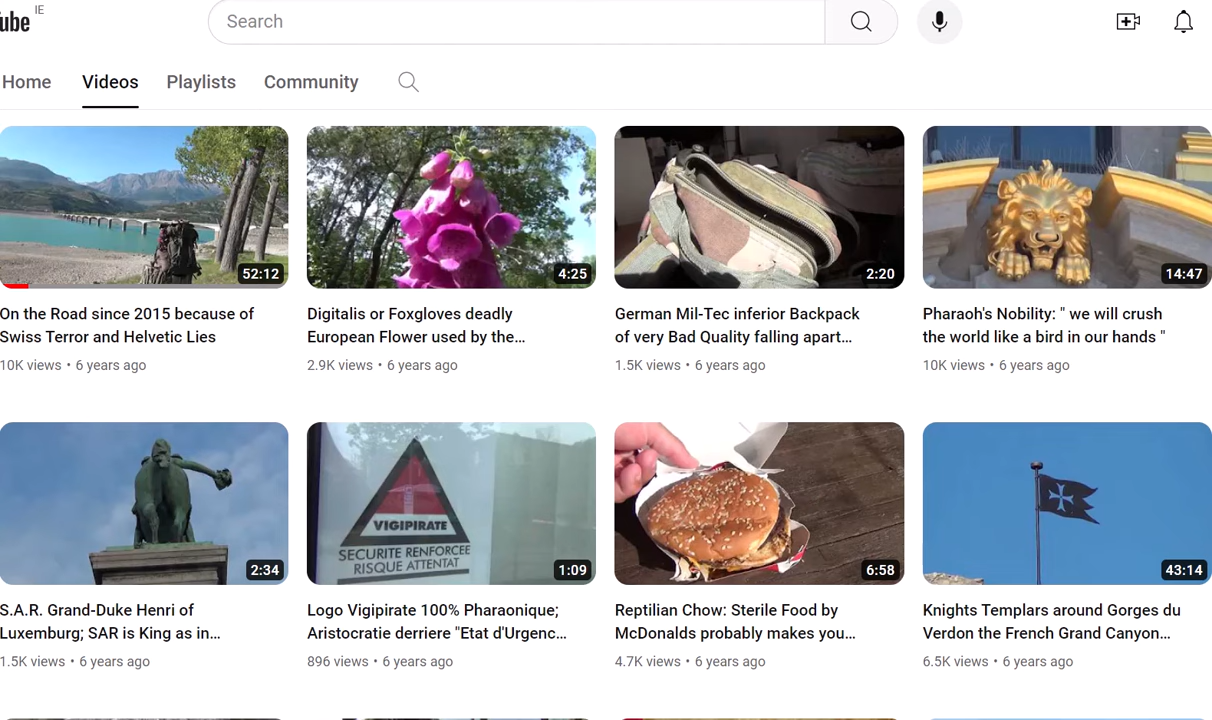 ube IE
Search
Home Videos Playlists Community
52:12
4:25
2:20
14:47
On the Road since 2015 because of
Swiss Terror and Helvetic Lies
10K views • 6 years ago
Digitalis or Foxgloves deadly
European Flower used by the...
2.9K views • 6 years ago
German Mil-Tec inferior Backpack
of very Bad Quality falling apart...
1.5K views • 6 years ago
Pharaoh's Nobility: " we will crush
the world like a bird in our hands "
10K views • 6 years ago
2:34
VIGIPIRATE
SECURITE RENFORCEE
RISQUE ATTENTAT
1:09
6:58
43:14
S.A.R. Grand-Duke Henri of
Luxemburg; SAR is King as in...
1.5K views • 6 years ago
Logo Vigipirate 100% Pharaonique;
Aristocratie derriere "Etat d'Urgenc...
896 views • 6 years ago
Reptilian Chow: Sterile Food by
McDonalds probably makes you...
4.7K views • 6 years ago
Knights Templars around Gorges du
Verdon the French Grand Canyon...
6.5K views • 6 years ago